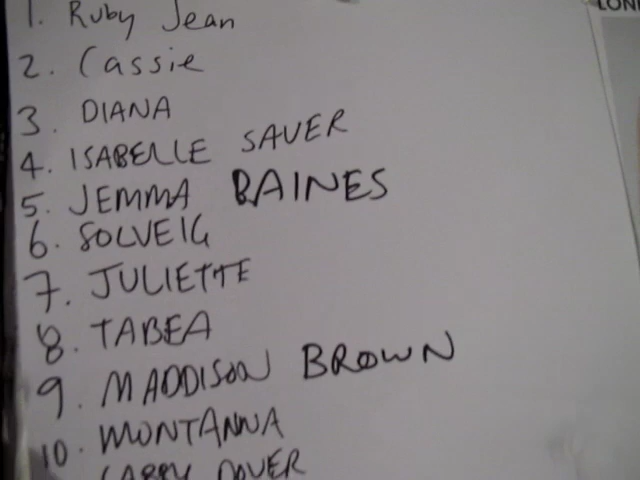 1. Ruby Jean
2. Cassie
3. DIANA
4. ISABELLE SAUER
5. JEMMA BAINES
6. SOLVEIG
7. JULIETTE
8. TABEA
9. MADDISON BROWN
10. MONTANNA